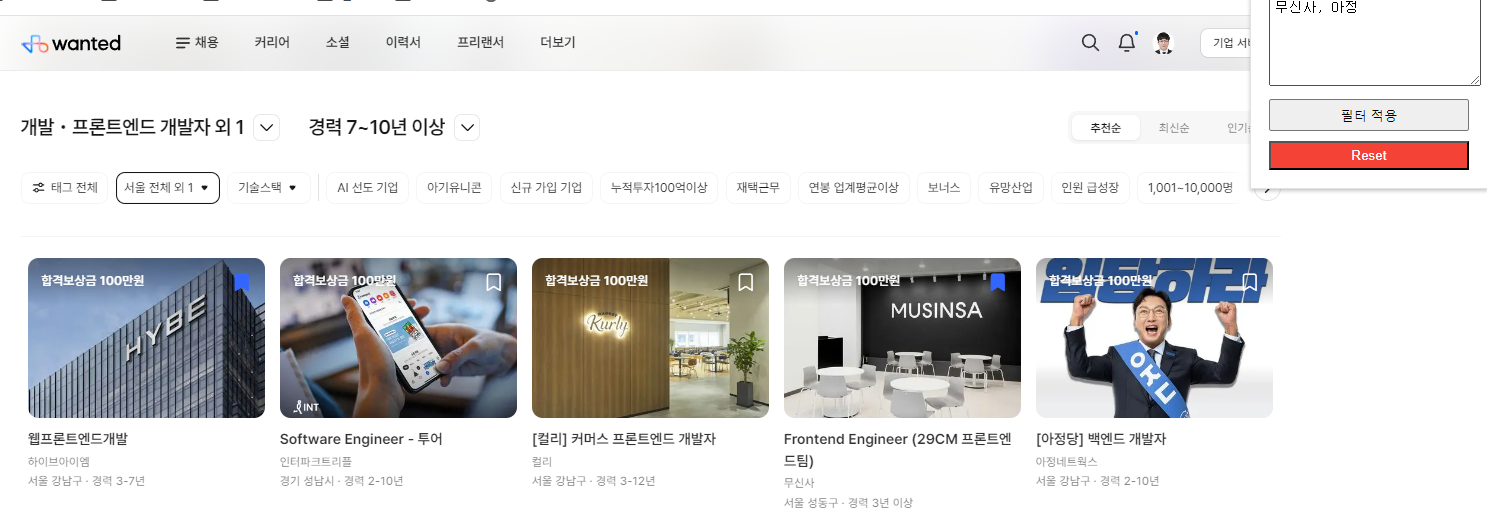 무신사, 아정
wanted
채용 커리어 소셜 이력서 프리랜서 더보기
개발・프론트엔드 개발자 외 1 경력 7~10년 이상
추천순 최신순
필터 적용
Reset
태그 전체 서울 전체 외 1 기술스택 AI 선도 기업 아기유니콘 신규 가입 기업 누적투자100억이상 재택근무 연봉 업계평균이상 보너스 유망산업 인원 급성장 1,001~10,000명
합격보상금 100만원
HYBE
웹프론트엔드개발
하이브아이엠
서울 강남구 · 경력 3-7년
합격보상금 100만원
INT
Software Engineer - 투어
인터파크트리플
경기 성남시 · 경력 2-10년
합격보상금 100만원
MARKET
Kurly
[컬리] 커머스 프론트엔드 개발자
컬리
서울 강남구 · 경력 3-12년
합격보상금 100만원
MUSINSA
Frontend Engineer (29CM 프론트엔
드팀)
무신사
서울 성동구 · 경력 3년 이상
합격보상금 100만원
[아정당] 백엔드 개발자
아정네트웍스
서울 강남구 · 경력 2-10년